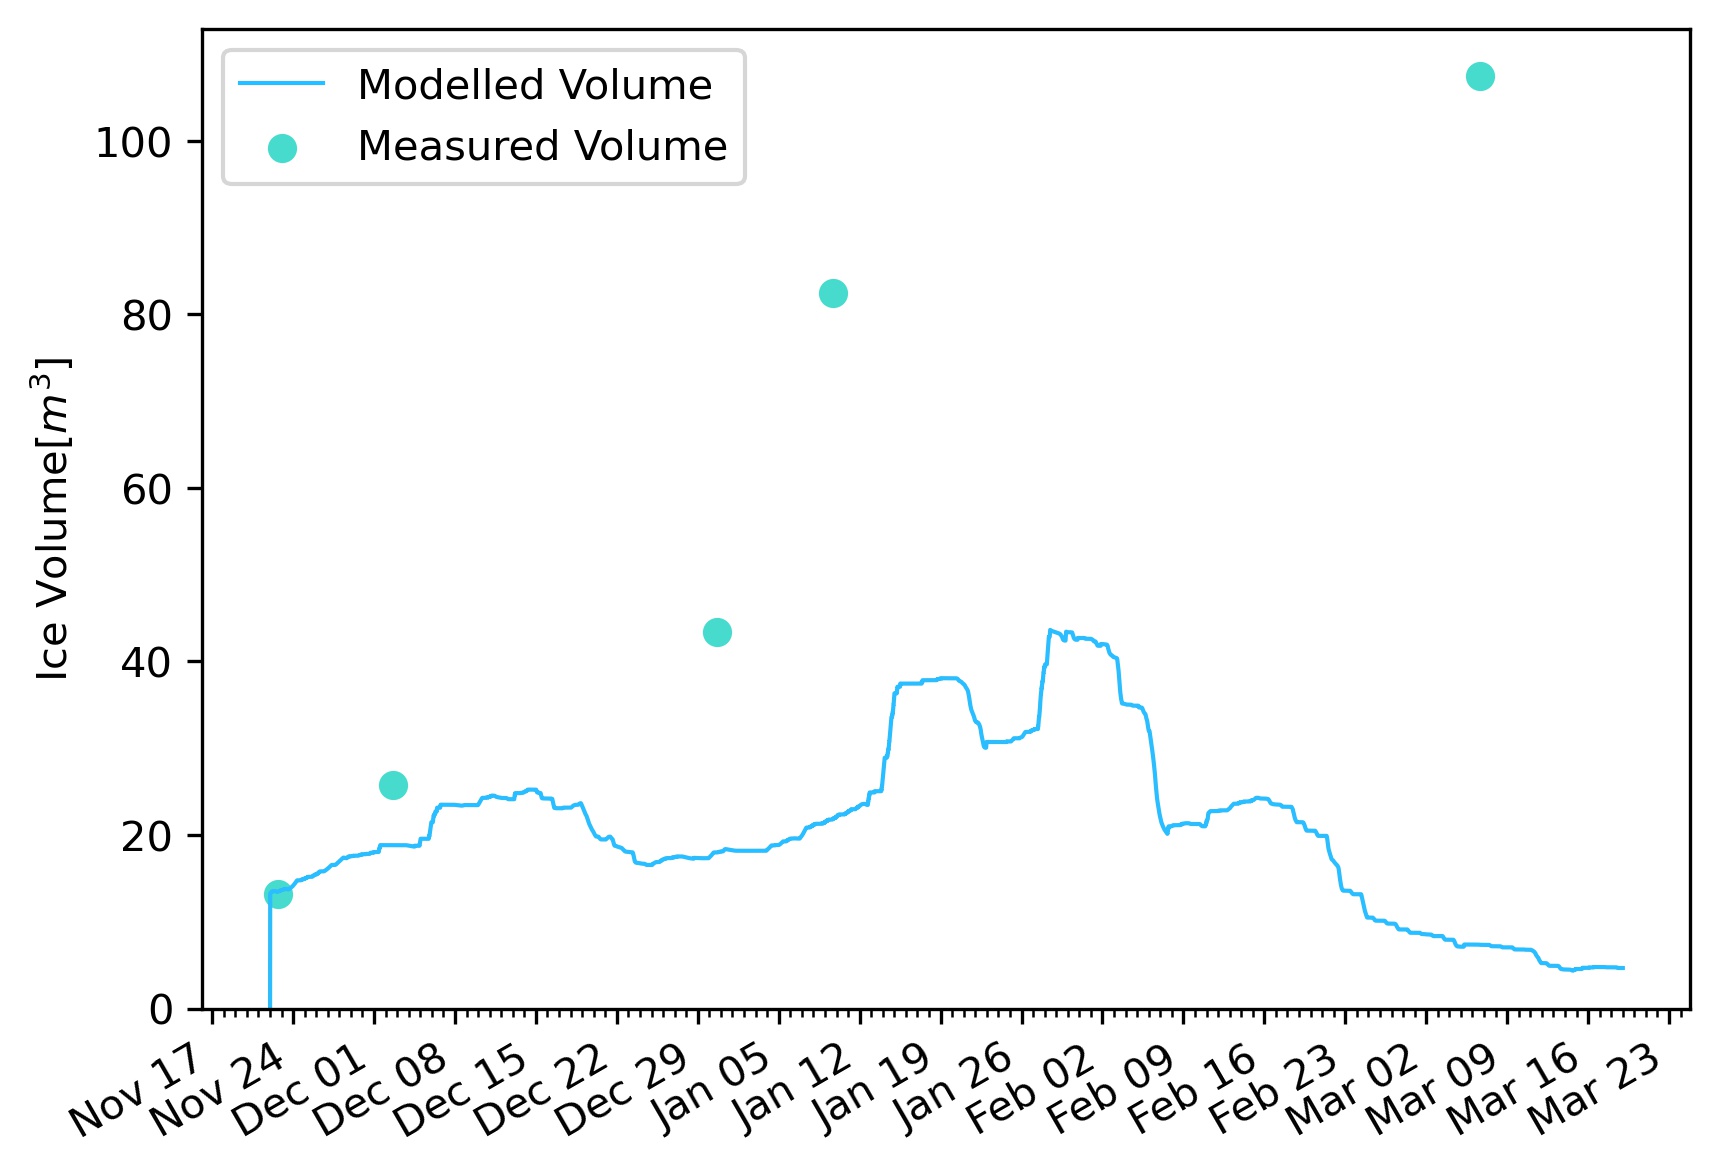 Modelled Volume
Measured Volume
Ice Volume[m³]
100
80
60
40
20
0
Nov 17
Nov 24
Dec 01
Dec 08
Dec 15
Dec 22
Dec 29
Jan 05
Jan 12
Jan 19
Jan 26
Feb 02
Feb 09
Feb 16
Feb 23
Mar 02
Mar 09
Mar 16
Mar 23